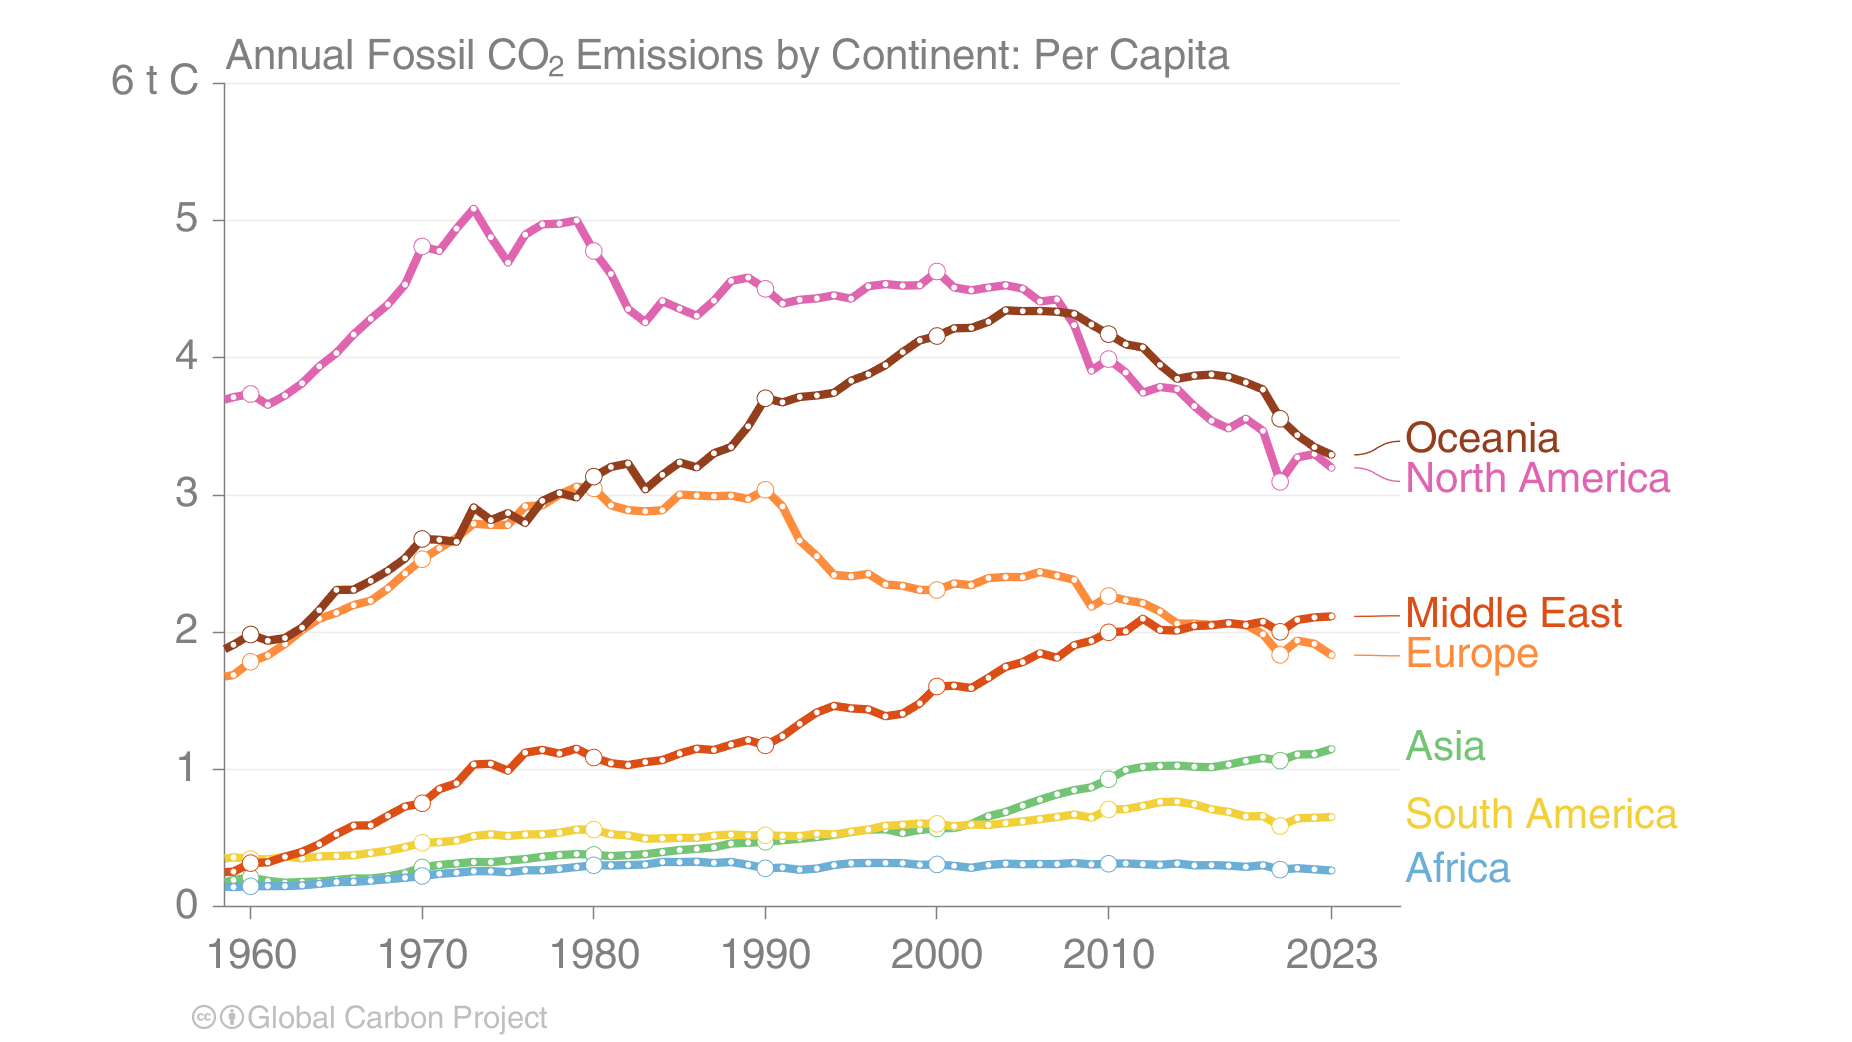 Annual Fossil CO₂ Emissions by Continent: Per Capita
6 t C
5
4
3
2
1
0
Oceania
North America
Middle East
Europe
Asia
South America
Africa
1960 1970 1980 1990 2000 2010 2023
cc Global Carbon Project